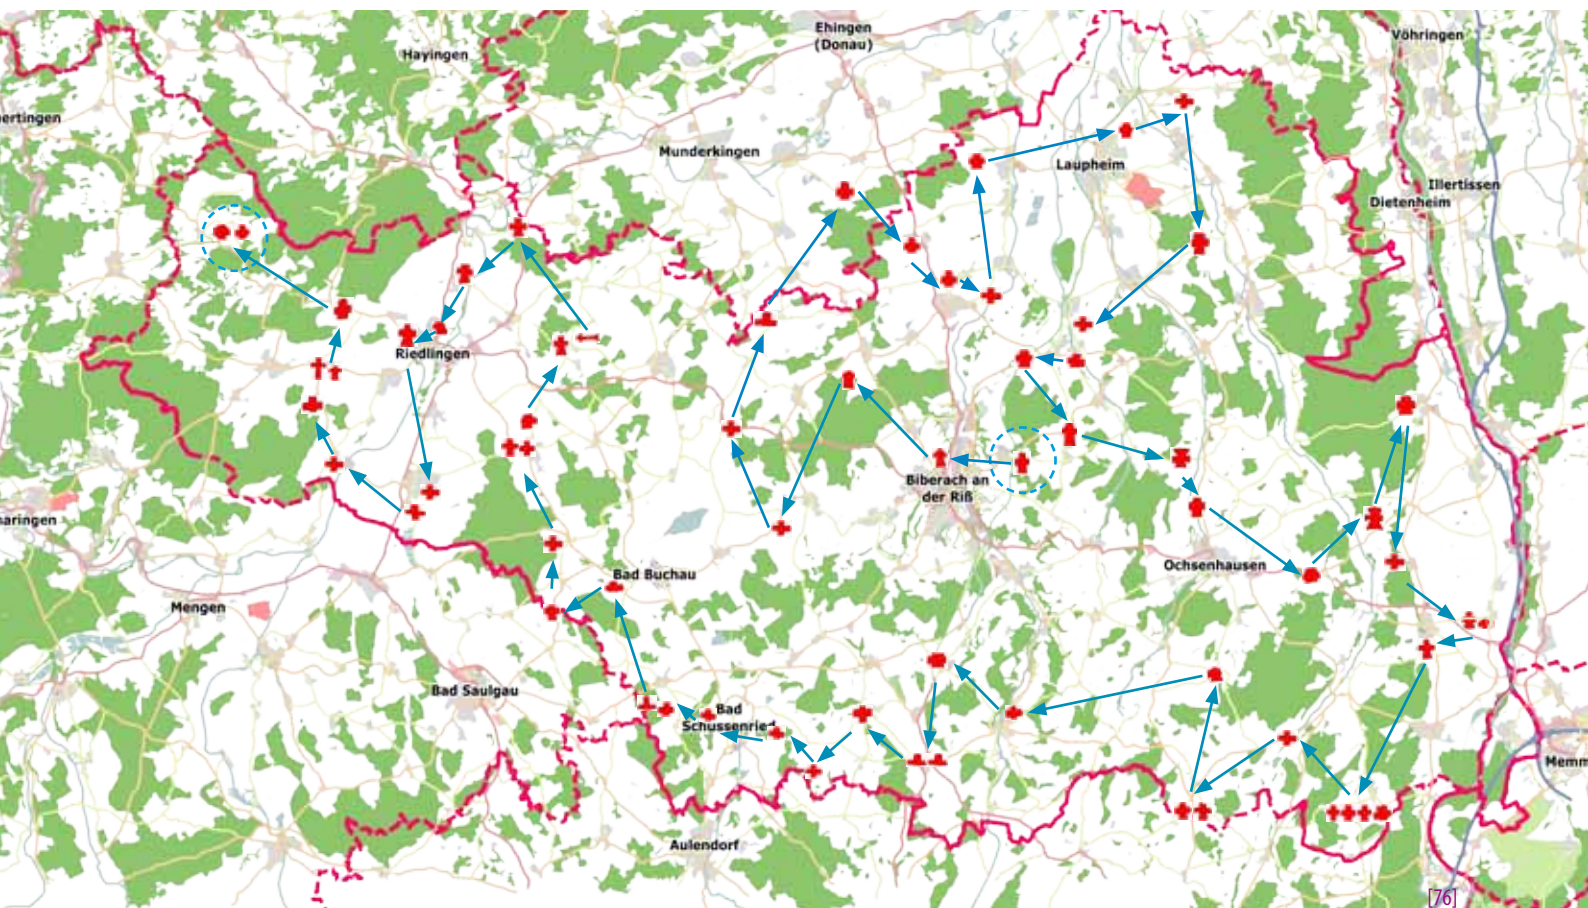 Ehingen
(Donau)
Vöhringen
Hayingen
ertingen
Munderkingen
Laupheim
Illertissen
Dietenheim
Riedlingen
Biberach an
der Riß
aringen
Ochsenhausen
Bad Buchau
Mengen
Bad Saulgau
Bad
Schussenried
Memm
Aulendorf
[76]